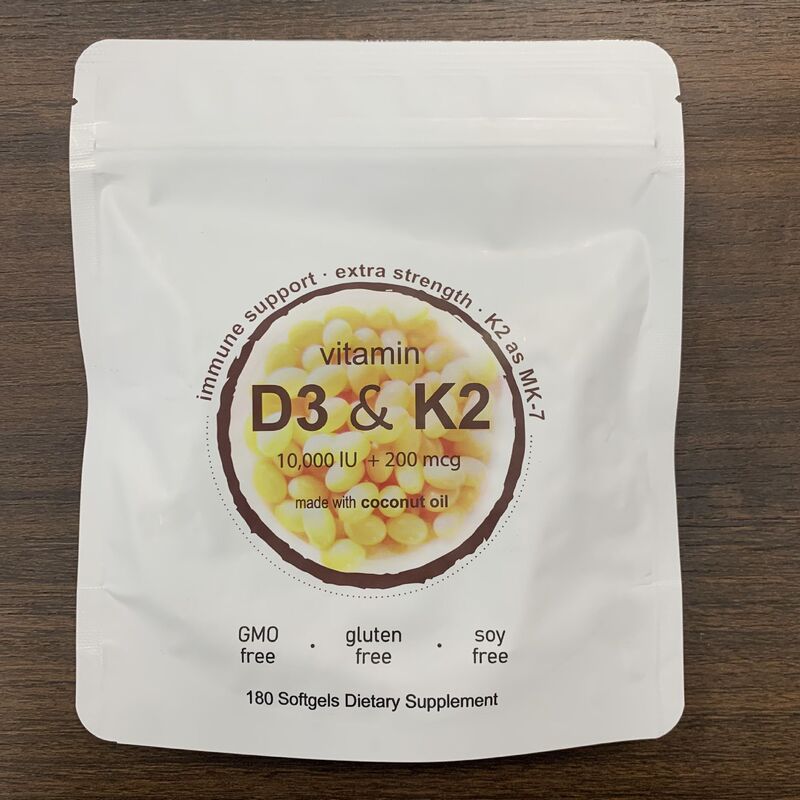 immune support · extra strength · K2 as MK-7
vitamin
D3 & K2
10,000 IU + 200 mcg
made with coconut oil
GMO free · gluten free · soy free
180 Softgels Dietary Supplement